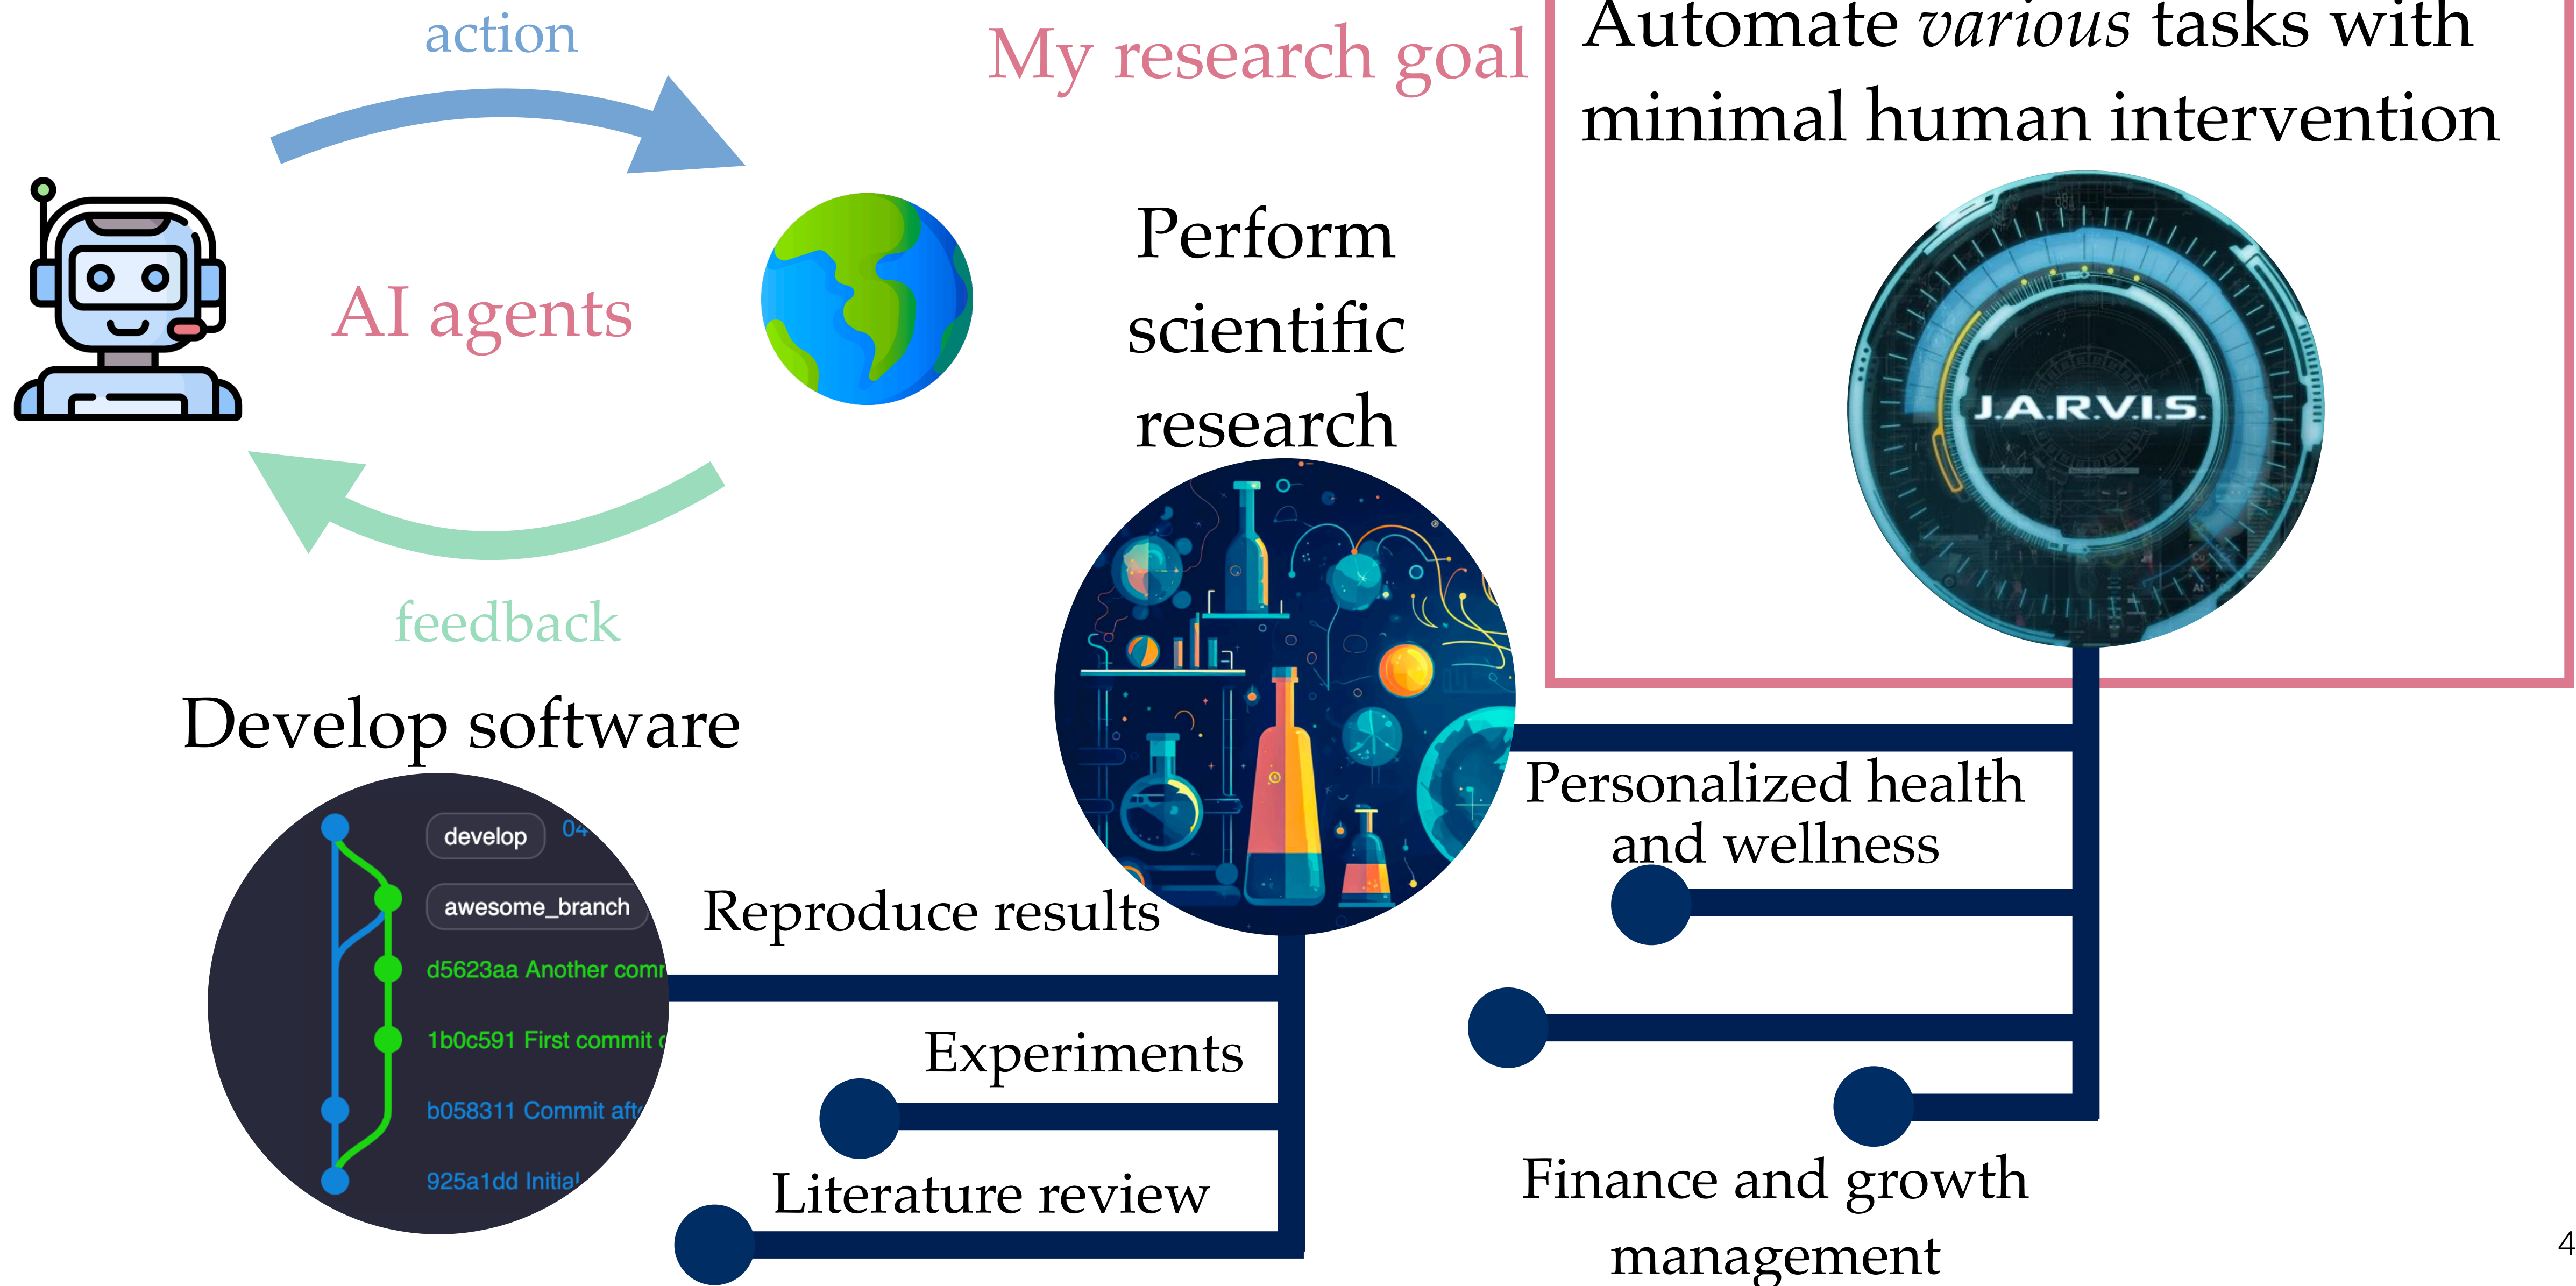 action
My research goal
Automate various tasks with
minimal human intervention
AI agents
Perform
scientific
research
J.A.R.V.I.S.
feedback
Develop software
develop 04
awesome_branch
d5623aa Another com
1b0c591 First commit
b058311 Commit aft
925a1dd Initial
Reproduce results
Experiments
Literature review
Personalized health
and wellness
Finance and growth
management
4